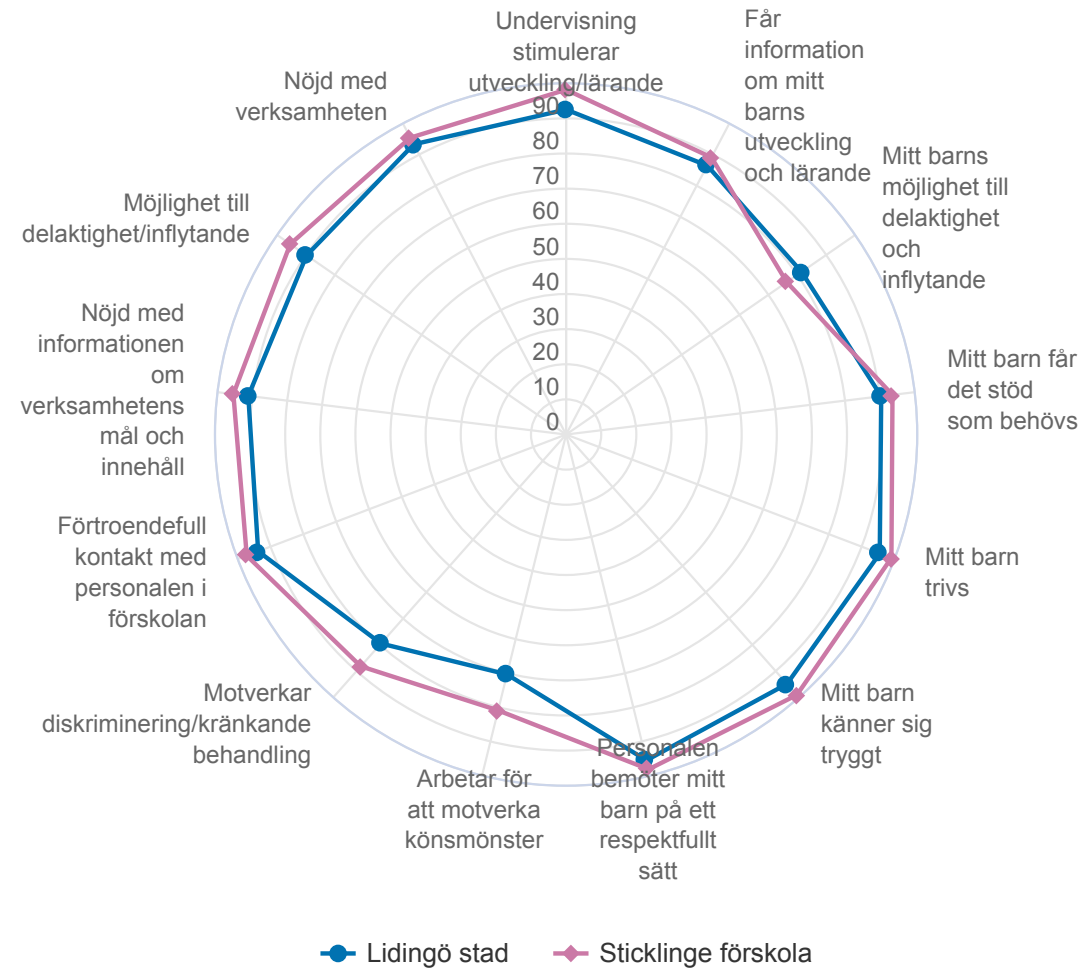 Undervisning
stimulerar
utveckling/lärande
Får
information
om mitt
barns
utveckling
och lärande
Mitt barns
möjlighet till
delaktighet
och
inflytande
Mitt barn får
det stöd
som behövs
Mitt barn
trivs
Mitt barn
känner sig
tryggt
Personalen
bemöter mitt
barn på ett
respektfullt
sätt
Arbetar för
att motverka
könsmönster
Motverkar
diskriminering/kränkande
behandling
Förtroendefull
kontakt med
personalen i
förskolan
Nöjd med
informationen
om
verksamhetens
mål och
innehåll
Möjlighet till
delaktighet/inflytande
Nöjd med
verksamheten
90
80
70
60
50
40
30
20
10
0
Lidingö stad
Sticklinge förskola